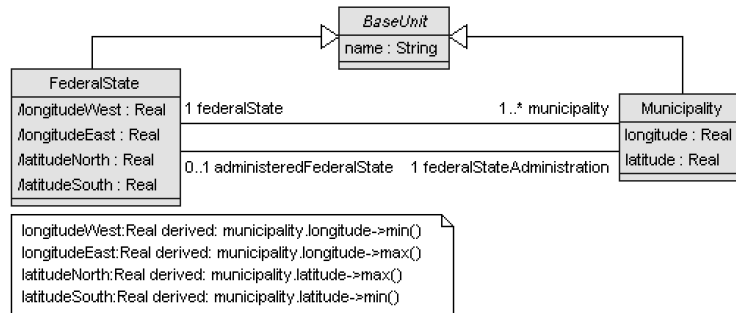 BaseUnit
name : String
FederalState
/longitudeWest : Real
/longitudeEast : Real
/latitudeNorth : Real
/latitudeSouth : Real
1 federalState
1..* municipality
0..1 administeredFederalState
1 federalStateAdministration
Municipality
longitude : Real
latitude : Real
longitudeWest:Real derived: municipality.longitude->min()
longitudeEast:Real derived: municipality.longitude->max()
latitudeNorth:Real derived: municipality.latitude->max()
latitudeSouth:Real derived: municipality.latitude->min()